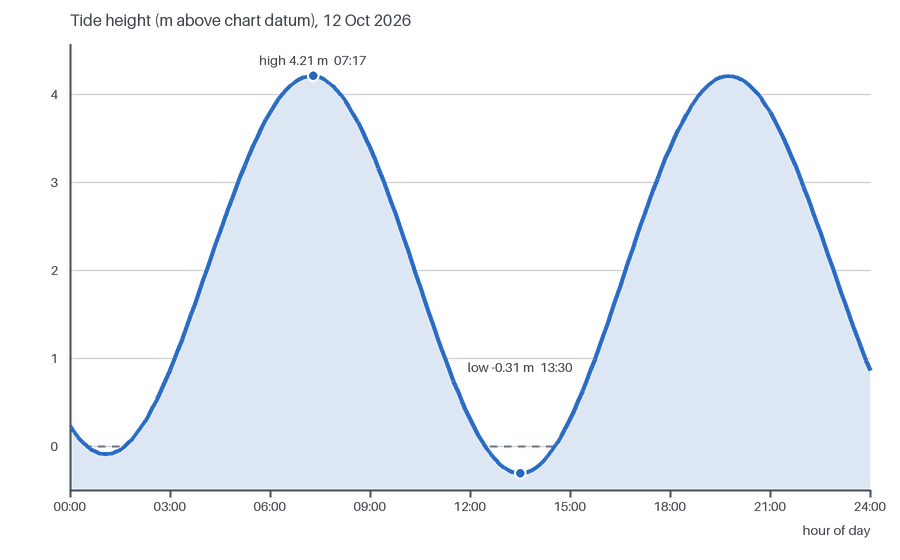 Tide height (m above chart datum), 12 Oct 2026
high 4.21 m 07:17
4
3
2
1
low -0.31 m 13:30
0
00:00 03:00 06:00 09:00 12:00 15:00 18:00 21:00 24:00
hour of day